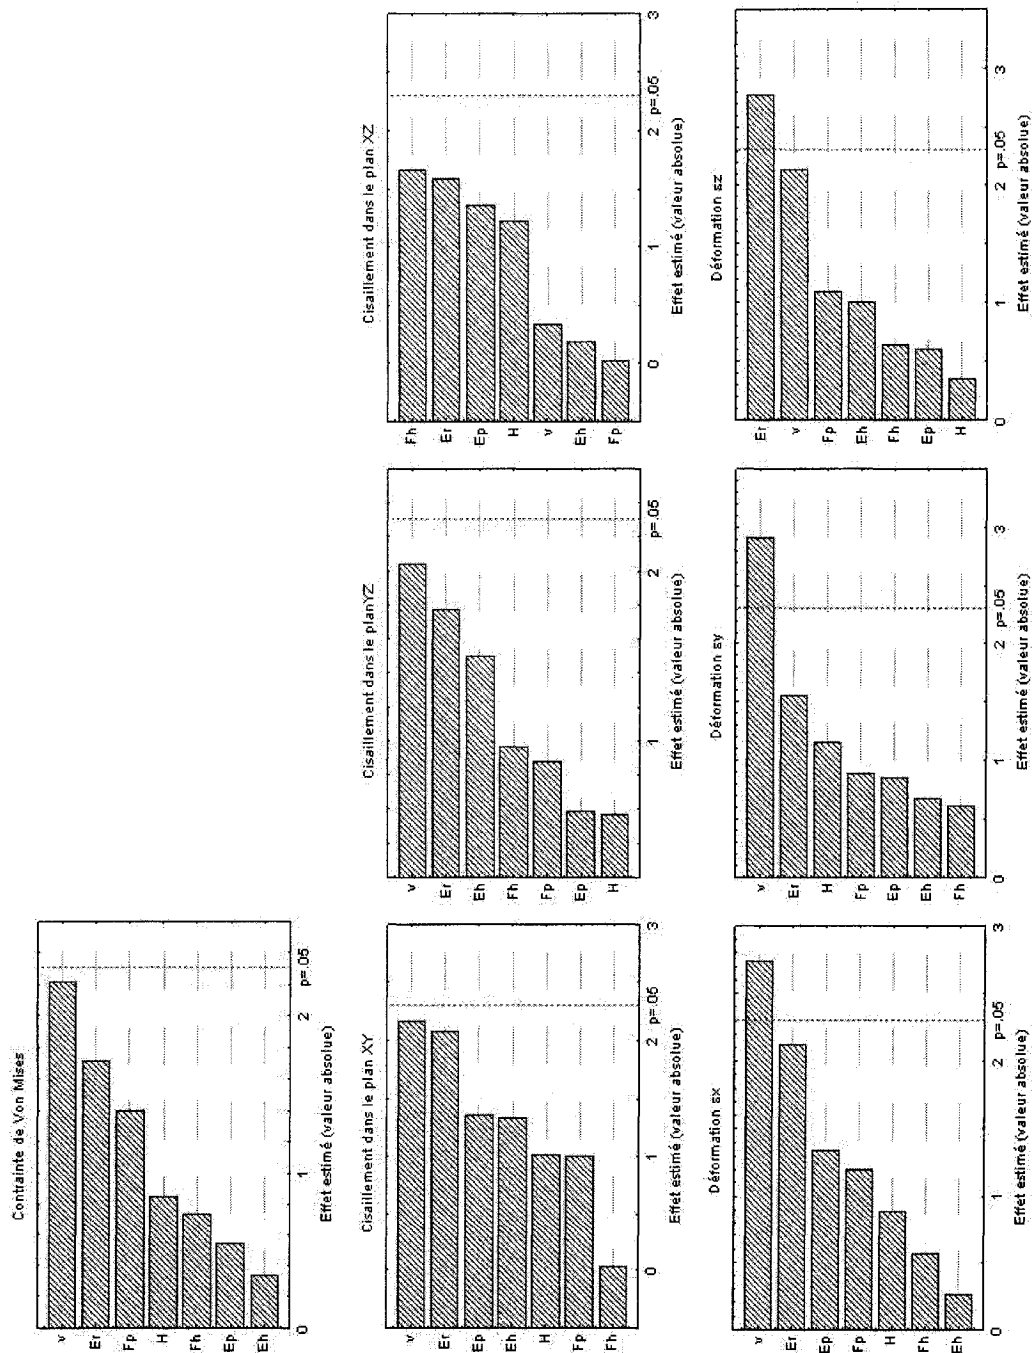 Contrainte de Von Mises
v
Er
Fp
H
Fh
Ep
Eh
0
1
2
p=.05
Effet estimé (valeur absolue)
Cisaillement dans le plan XY
v
Er
Ep
Eh
H
Fp
Fh
0
1
2
p=.05
3
Effet estimé (valeur absolue)
Cisaillement dans le planYZ
v
Er
Eh
Fh
Fp
Ep
H
1
2
p=.05
Effet estimé (valeur absolue)
Cisaillement dans le plan XZ
Fh
Er
Ep
H
v
Eh
Fp
0
1
2
p=.05
3
Effet estimé (valeur absolue)
Déformation εx
v
Er
Ep
Fp
H
Fh
Eh
0
1
2
p=.05
3
Effet estimé (valeur absolue)
Déformation εy
v
Er
H
Fp
Ep
Eh
Fh
0
1
2
p=.05
3
Effet estimé (valeur absolue)
Déformation εz
Er
v
Fp
Eh
Fh
Ep
H
0
1
2
p=.05
3
Effet estimé (valeur absolue)